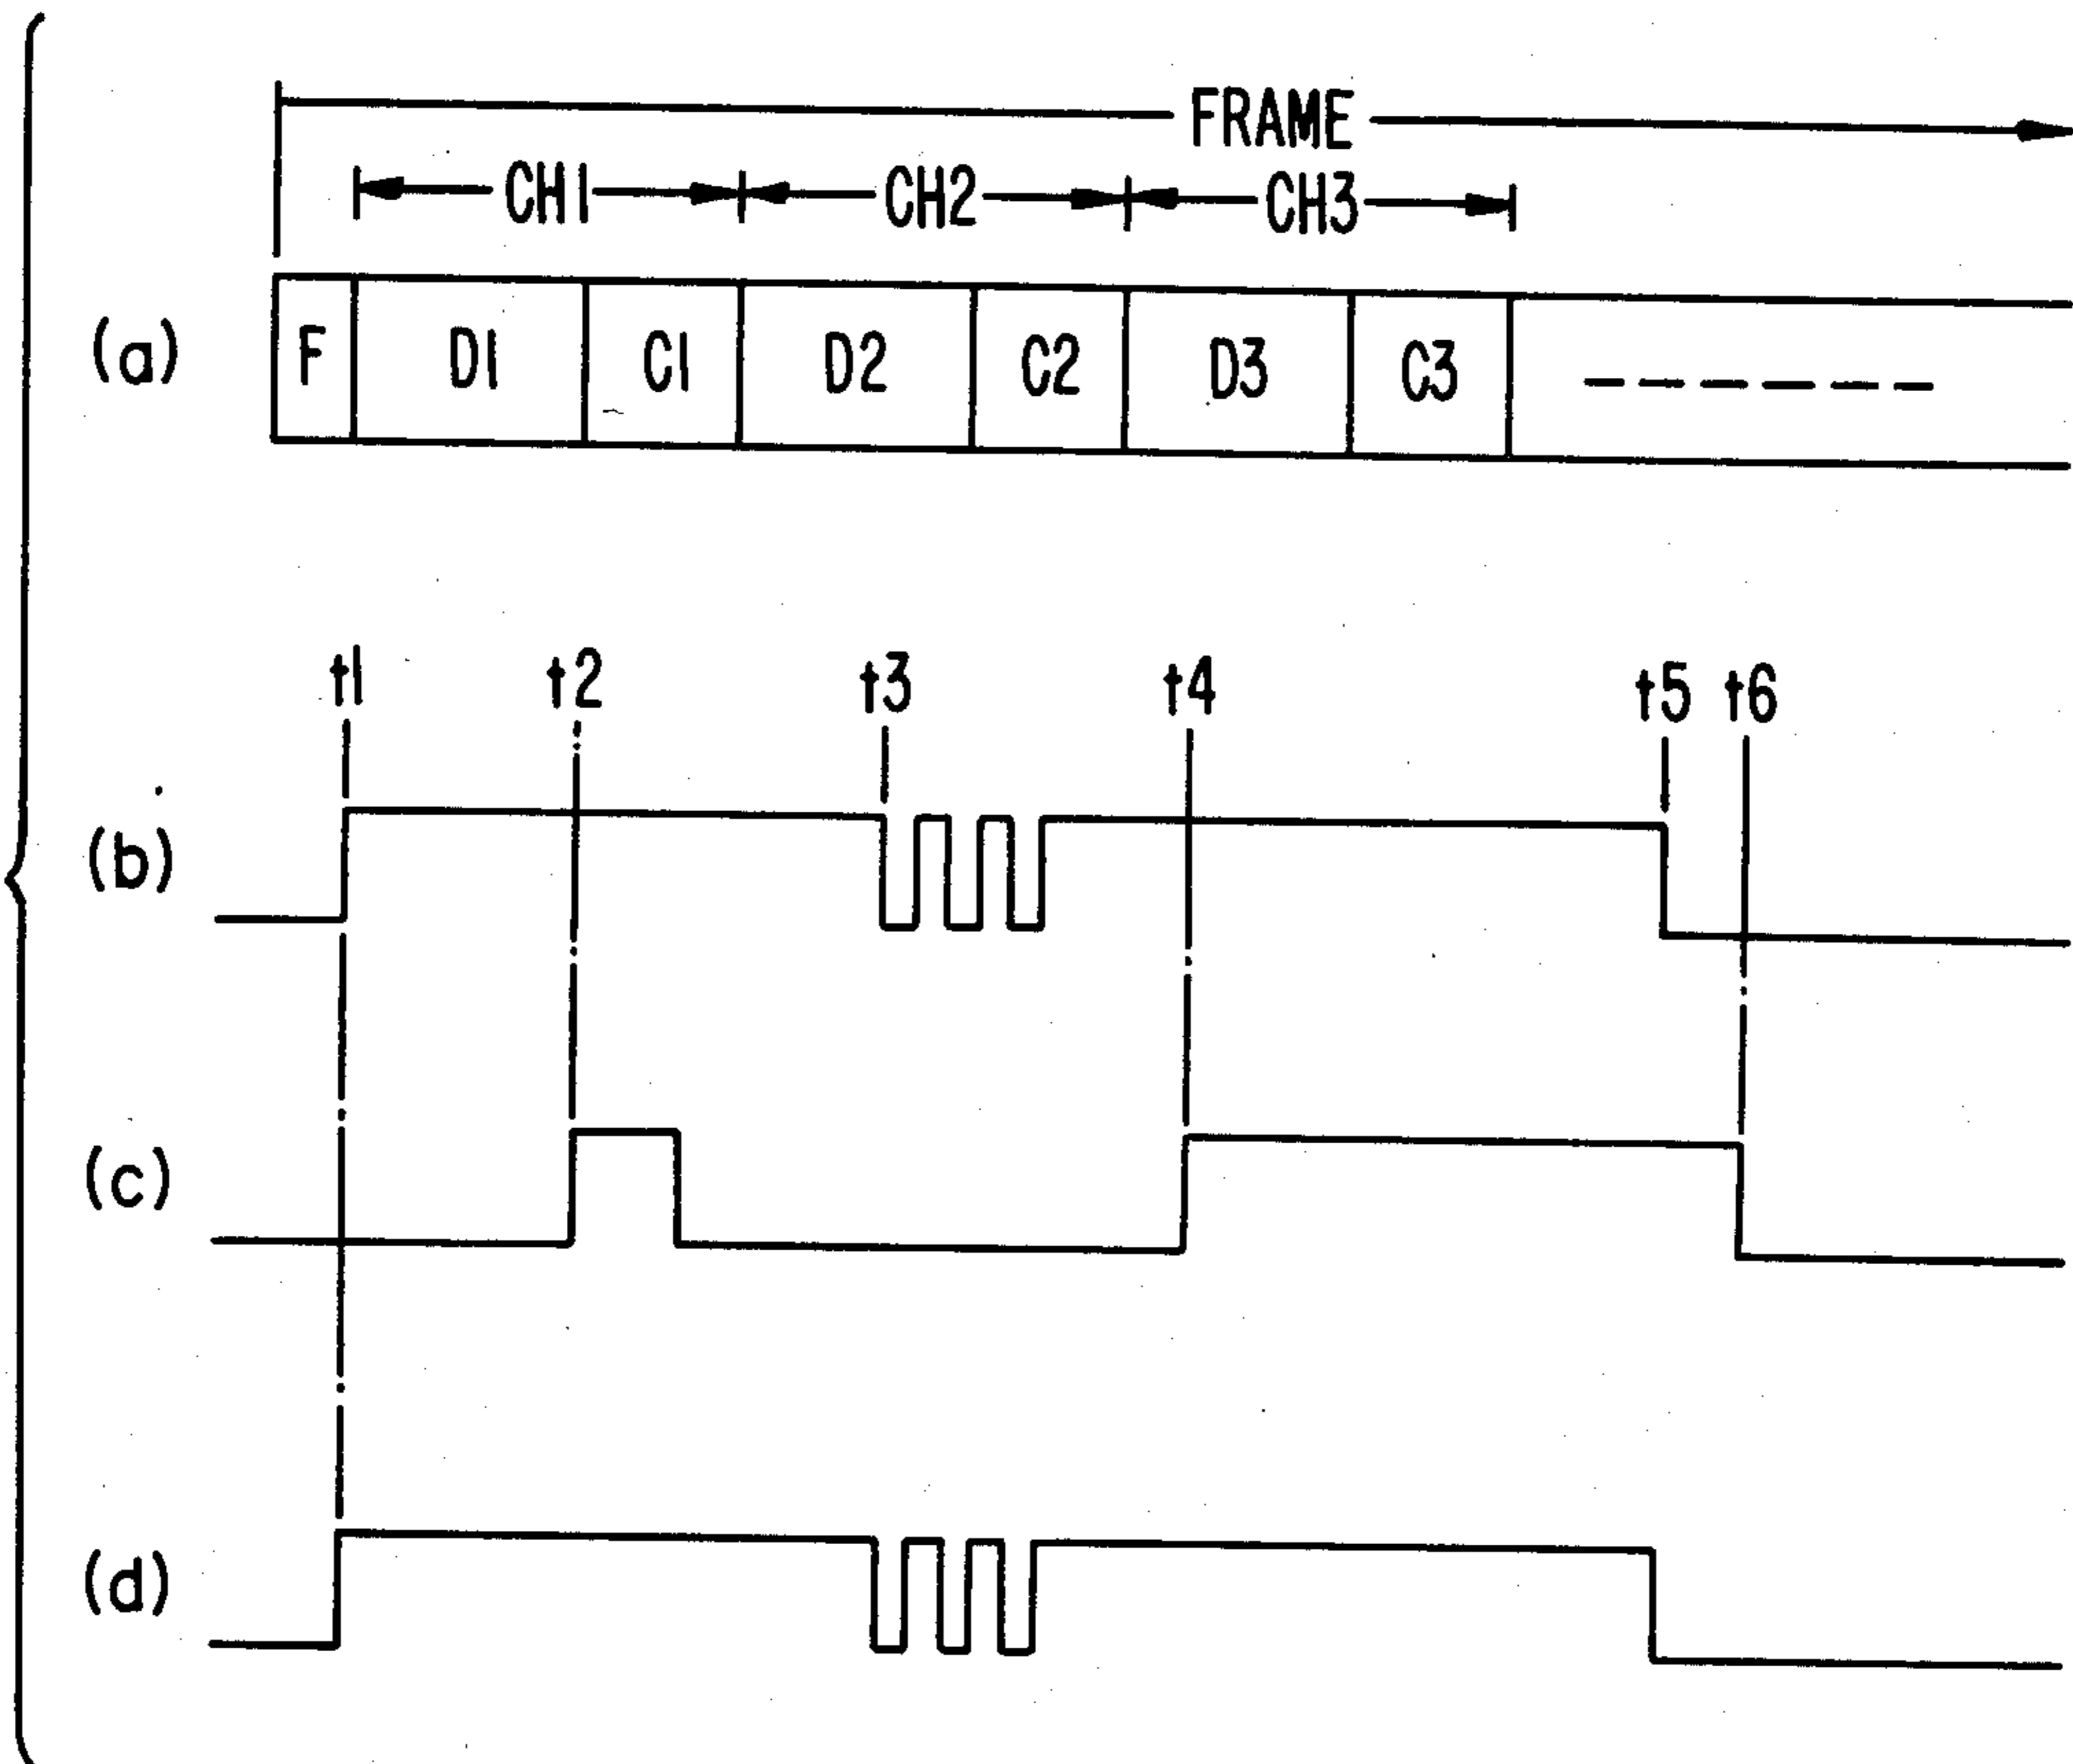 FRAME
CH1 CH2 CH3
(a) F D1 C1 D2 C2 D3 C3
t1 t2 t3 t4 t5 t6
(b)
(c)
(d)